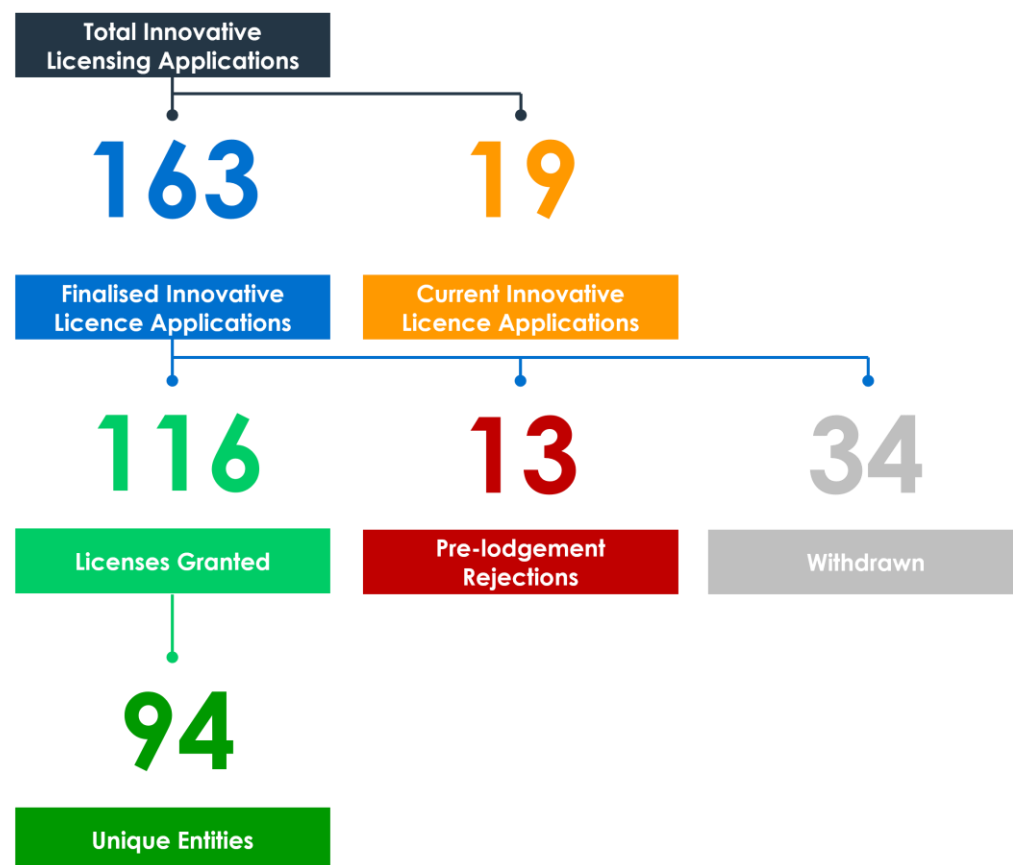 Total Innovative
Licensing Applications
163
19
Finalised Innovative
Licence Applications
Current Innovative
Licence Applications
116
13
34
Licenses Granted
Pre-lodgement
Rejections
Withdrawn
94
Unique Entities